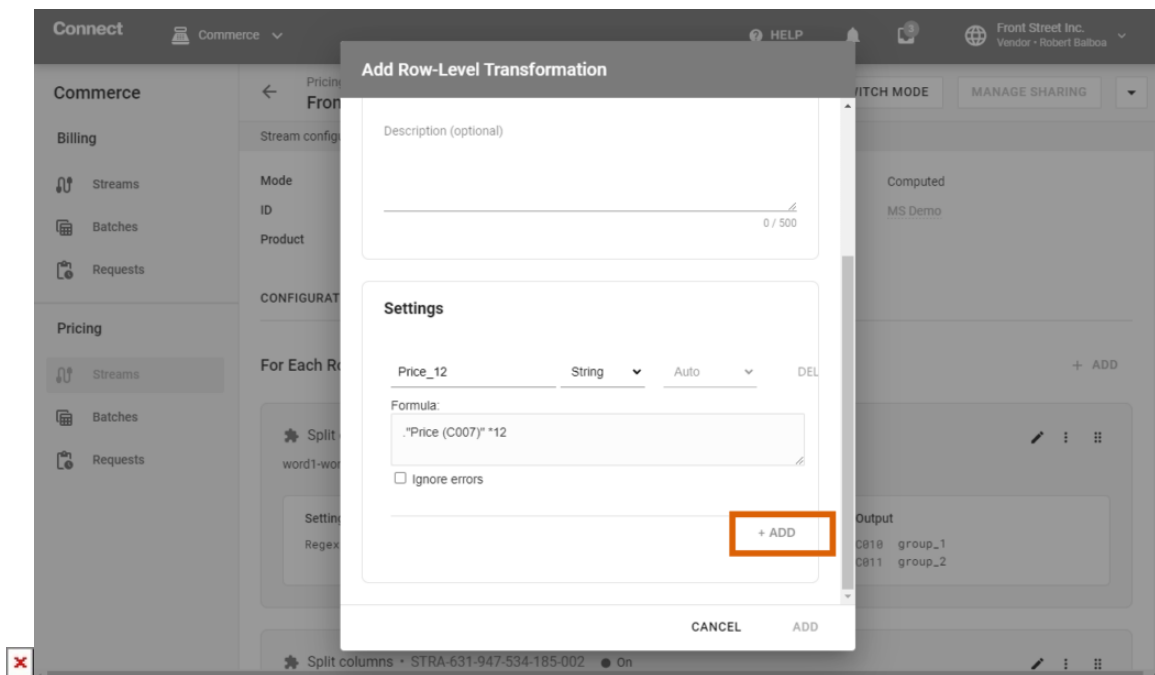 Connect
Commerce
HELP
3
Front Street Inc.
Vendor • Robert Balboa
Add Row-Level Transformation
Commerce
Pricing
Fron
ITCH MODE
MANAGE SHARING
Billing
Stream config
Description (optional)
Streams
Mode
Computed
ID
MS Demo
0 / 500
Batches
Product
Requests
CONFIGURAT
Settings
Pricing
For Each Ro
+ ADD
Streams
Price_12
String
Auto
DEL
Formula:
Batches
."Price (C007)" *12
Split
Requests
word1-wor
Ignore errors
Setting
Output
+ ADD
Regex
C010 group_1
C011 group_2
CANCEL
ADD
Split columns • STRA-631-947-534-185-002 ● On